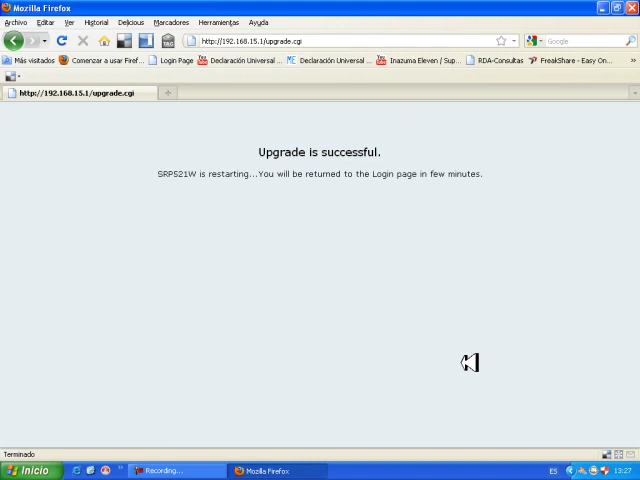 Mozilla Firefox
Archivo Editar Ver Historial Delicious Marcadores Herramientas Ayuda
http://192.168.15.1/upgrade.cgi Google
Más visitados Comenzar a usar Firef... Login Page Declaración Universal ... Declaración Universal ... Inazuma Eleven / Sup... RDA-Consultas FreakShare - Easy On... »
http://192.168.15.1/upgrade.cgi
Upgrade is successful.
SRP521W is restarting...You will be returned to the Login page in few minutes.
Terminado
Inicio » Recording... Mozilla Firefox ES 13:27